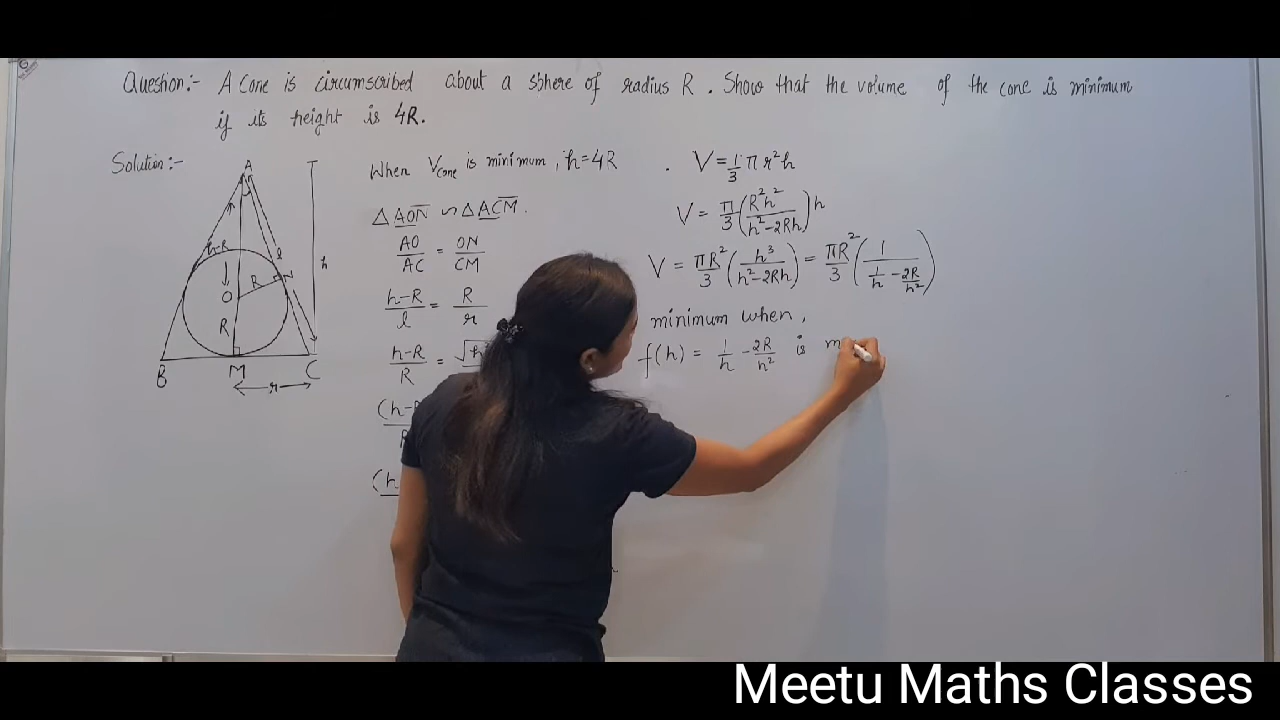 Question:- A Cone is circumscribed about a sphere of radius R. Show that the volume of the cone is minimum
if its height is 4R.
Solution:-
A
h-R
l
h
R
N
O
R
B
M
C
r
When V_Cone is minimum, h=4R
△AON ∽ △ACM.
AO/AC = ON/CM
h-R/l = R/r
h-R/R = √h
(h-R
(h
V = 1/3 π r²h
V = π/3 (R²h²/h²-2Rh) h
V = πR²/3 (h³/h²-2Rh) = πR²/3 (1/(1/h - 2R/h²))
minimum when,
f(h) = 1/h - 2R/h² is m
Meetu Maths Classes